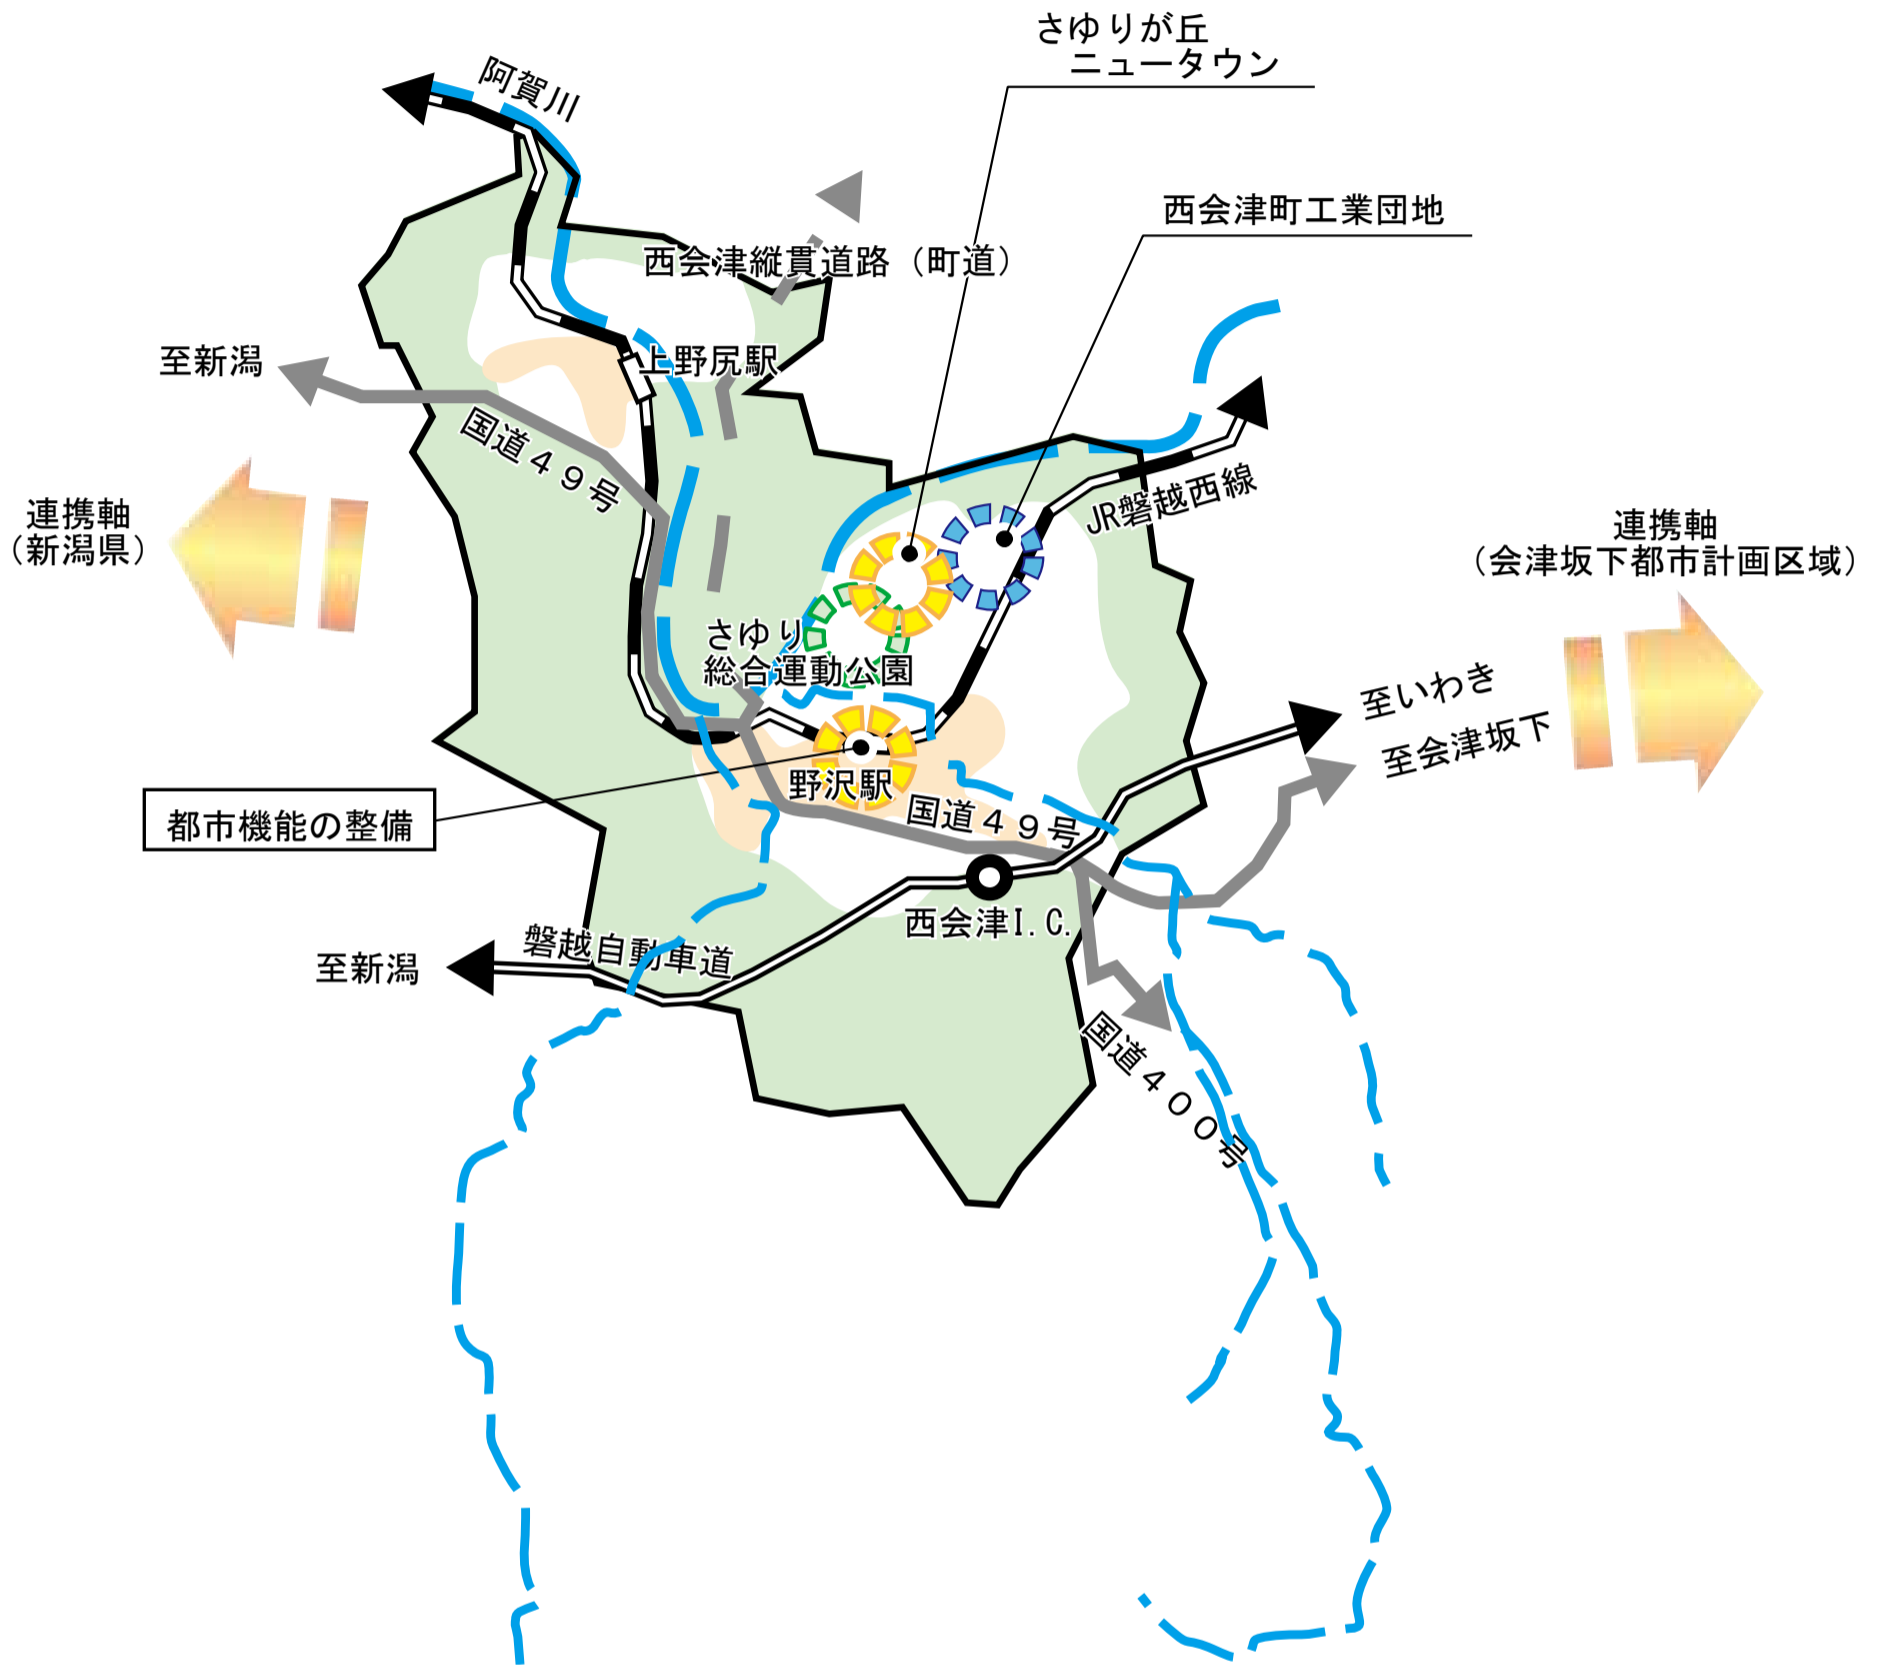 さゆりが丘
ニュータウン
阿賀川
西会津町工業団地
西会津縦貫道路（町道）
至新潟
上野尻駅
国道４９号
JR磐越西線
連携軸
（新潟県）
連携軸
（会津坂下都市計画区域）
さゆり
総合運動公園
至いわき
至会津坂下
野沢駅
国道４９号
都市機能の整備
西会津I.C.
磐越自動車道
至新潟
国道４００号